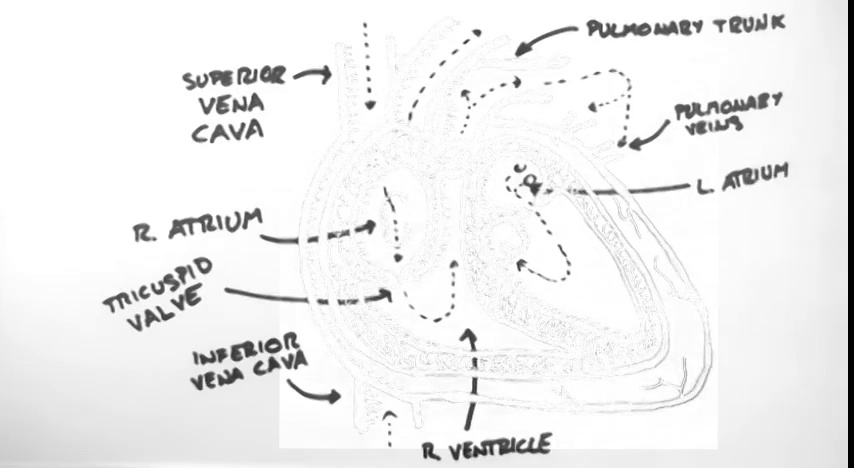 PULMONARY TRUNK
SUPERIOR
VENA
CAVA
PULMONARY
VEINS
L. ATRIUM
R. ATRIUM
TRICUSPID
VALVE
INFERIOR
VENA CAVA
R. VENTRICLE